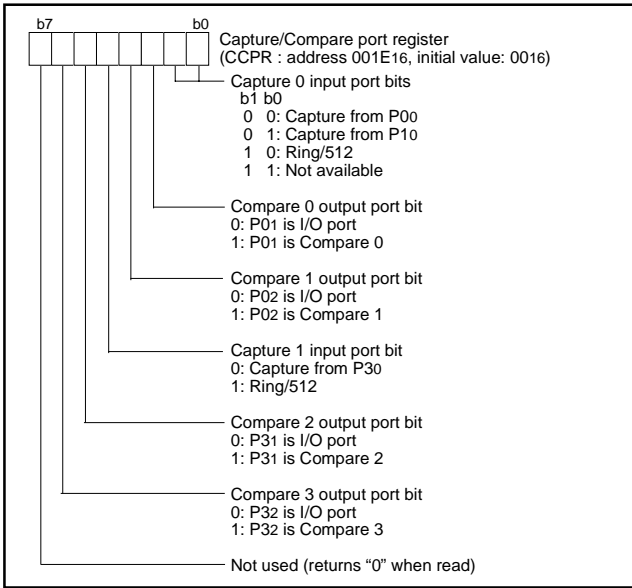 b7 b0
Capture/Compare port register
(CCPR : address 001E16, initial value: 0016)
Capture 0 input port bits
b1 b0
0 0: Capture from P00
0 1: Capture from P10
1 0: Ring/512
1 1: Not available
Compare 0 output port bit
0: P01 is I/O port
1: P01 is Compare 0
Compare 1 output port bit
0: P02 is I/O port
1: P02 is Compare 1
Capture 1 input port bit
0: Capture from P30
1: Ring/512
Compare 2 output port bit
0: P31 is I/O port
1: P31 is Compare 2
Compare 3 output port bit
0: P32 is I/O port
1: P32 is Compare 3
Not used (returns “0” when read)